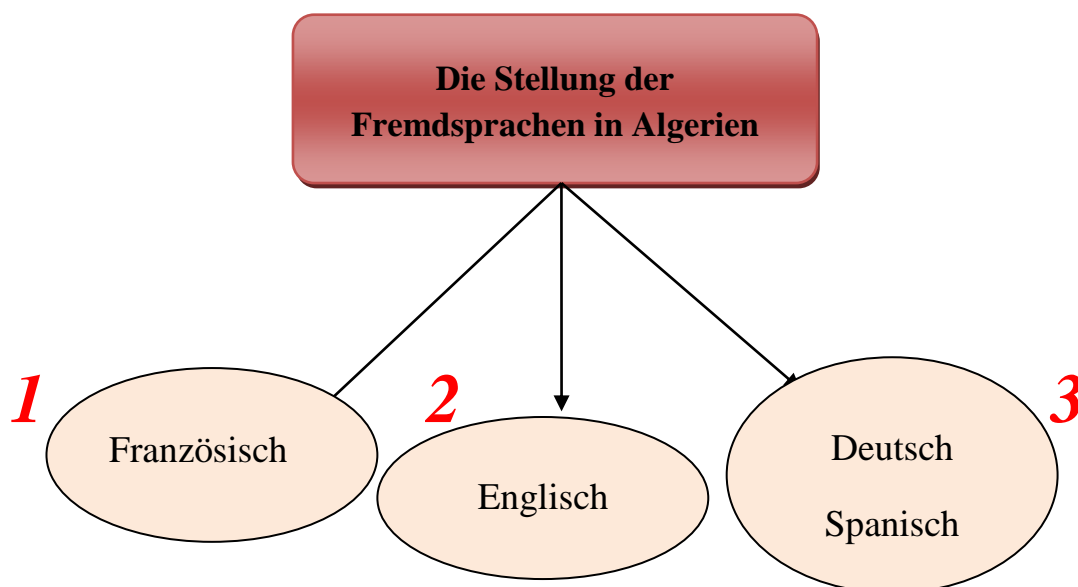 Die Stellung der
Fremdsprachen in Algerien
1
Französisch
2
Englisch
3
Deutsch
Spanisch